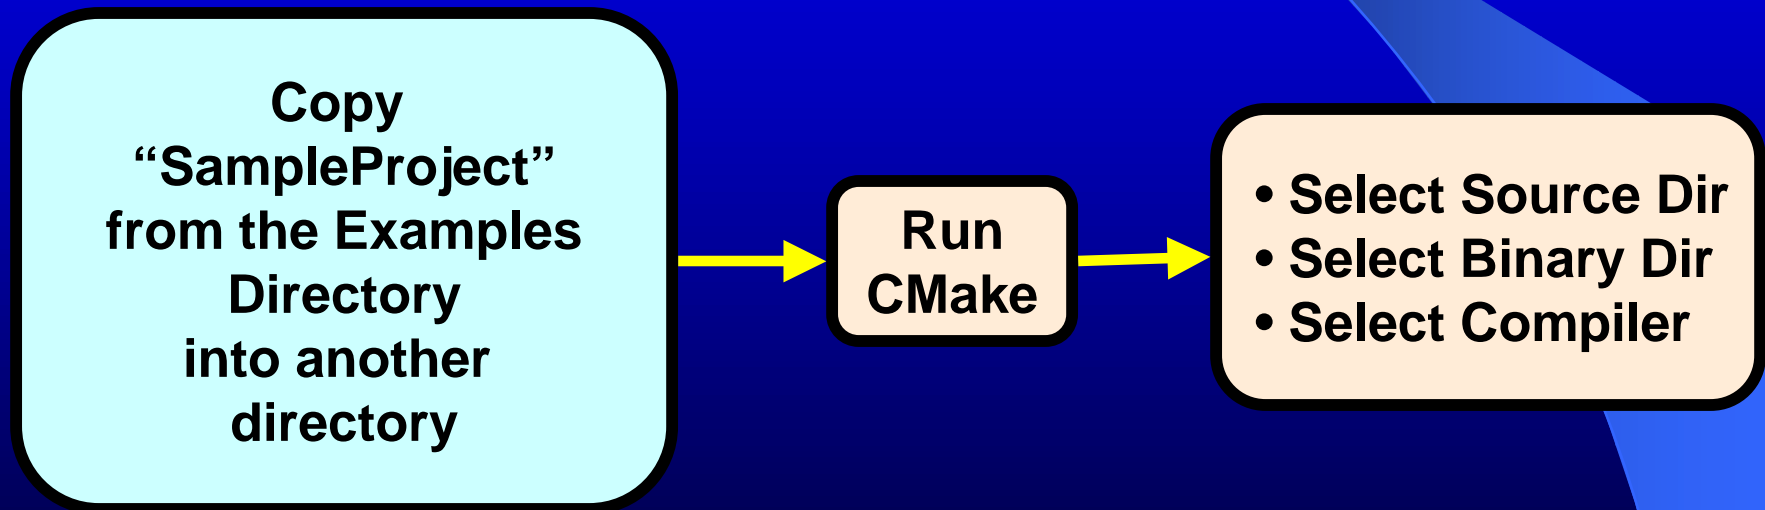 Copy
“SampleProject”
from the Examples
Directory
into another
directory
Run
CMake
• Select Source Dir
• Select Binary Dir
• Select Compiler